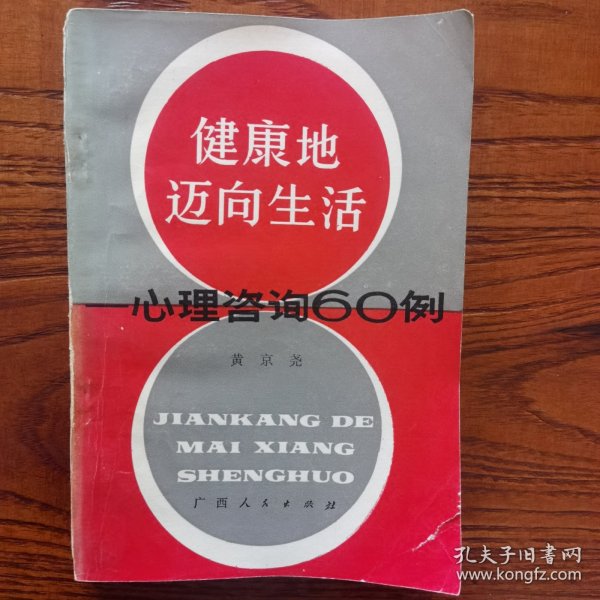 健康地
迈向生活
—心理咨询60例
黄京尧
JIANKANG DE
MAI XIANG
SHENGHUO
广西人民出版社
孔夫子旧书网
www.kongfz.com